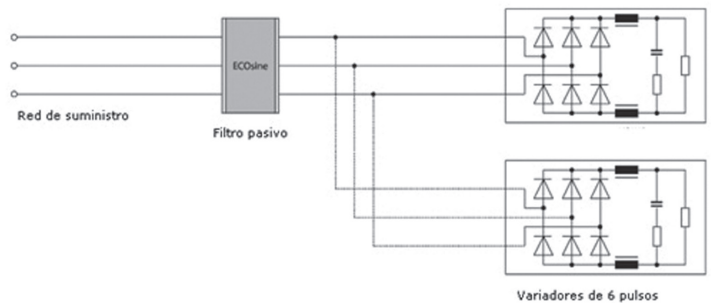 ECOsine
Red de suministro
Filtro pasivo
Variadores de 6 pulsos